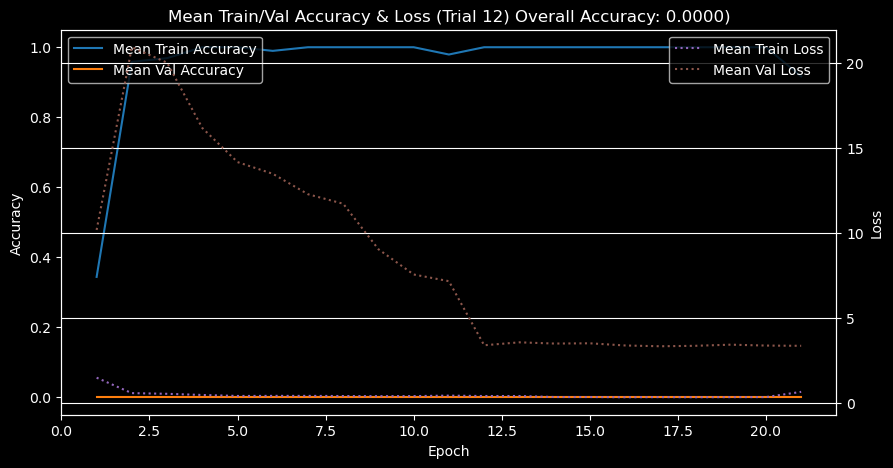 Mean Train/Val Accuracy & Loss (Trial 12) Overall Accuracy: 0.0000)
Mean Train Accuracy
Mean Val Accuracy
Mean Train Loss
Mean Val Loss
1.0
0.8
0.6
0.4
0.2
0.0
Accuracy
20
15
10
5
0
Loss
0.0 2.5 5.0 7.5 10.0 12.5 15.0 17.5 20.0
Epoch